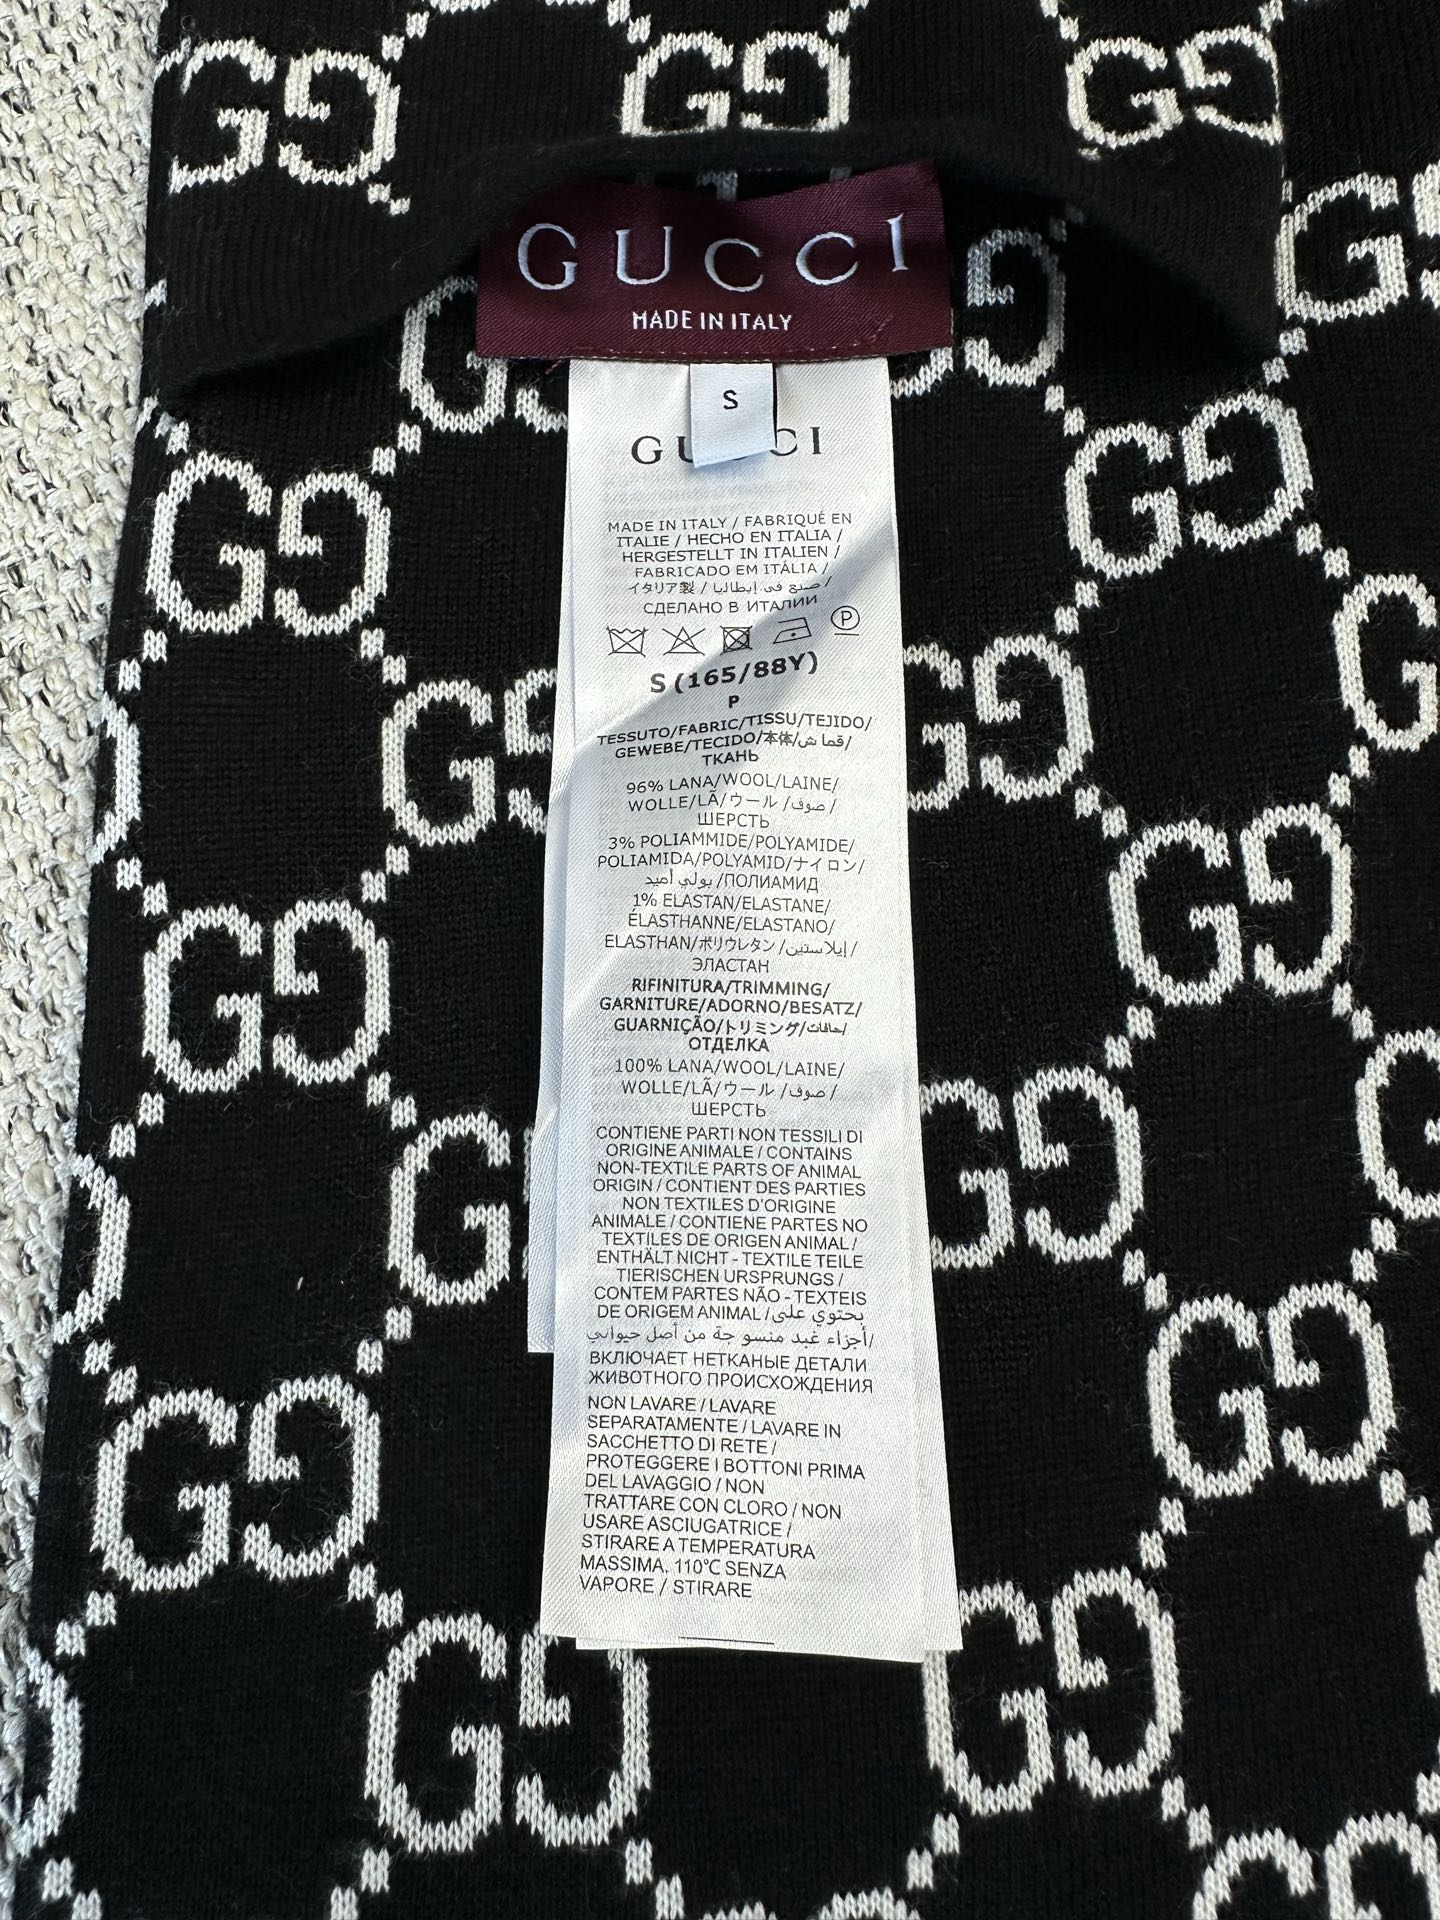 GUCCI
MADE IN ITALY
S
MADE IN ITALY / FABRIQUÉ EN
ITALIE / HECHO EN ITALIA /
HERGESTELLT IN ITALIEN /
FABRICADO EM ITÁLIA /
イタリア製 / صنع في إيطاليا /
СДЕЛАНО В ИТАЛИИ
P
S (165/88Y)
P
TESSUTO/FABRIC/TISSU/TEJIDO/
GEWEBE/TECIDO/本体/قماش/
ТКАНЬ
96% LANA/WOOL/LAINE/
WOLLE/LÃ/ウール /صوف/
ШЕРСТЬ
3% POLIAMMIDE/POLYAMIDE/
POLIAMIDA/POLYAMID/ナイロン/
بولي أميد /ПОЛИАМИД
1% ELASTAN/ELASTANE/
ÉLASTHANNE/ELASTANO/
ELASTHAN/ポリウレタン /إيلاستين/
ЭЛАСТАН
RIFINITURA/TRIMMING/
GARNITURE/ADORNO/BESATZ/
GUARNIÇÃO/トリミング/حافات/
ОТДЕЛКА
100% LANA/WOOL/LAINE/
WOLLE/LÃ/ウール /صوف/
ШЕРСТЬ
CONTIENE PARTI NON TESSILI DI
ORIGINE ANIMALE / CONTAINS
NON-TEXTILE PARTS OF ANIMAL
ORIGIN / CONTIENT DES PARTIES
NON TEXTILES D'ORIGINE
ANIMALE / CONTIENE PARTES NO
TEXTILES DE ORIGEN ANIMAL /
ENTHÄLT NICHT - TEXTILE TEILE
TIERISCHEN URSPRUNGS /
CONTEM PARTES NÃO - TEXTEIS
DE ORIGEM ANIMAL / يحتوي على
أجزاء غيد منسو جة من أصل حيواني/
ВКЛЮЧАЕТ НЕТКАНЫЕ ДЕТАЛИ
ЖИВОТНОГО ПРОИСХОЖДЕНИЯ
NON LAVARE / LAVARE
SEPARATAMENTE / LAVARE IN
SACCHETTO DI RETE /
PROTEGGERE I BOTTONI PRIMA
DEL LAVAGGIO / NON
TRATTARE CON CLORO / NON
USARE ASCIUGATRICE /
STIRARE A TEMPERATURA
MASSIMA. 110℃ SENZA
VAPORE / STIRARE